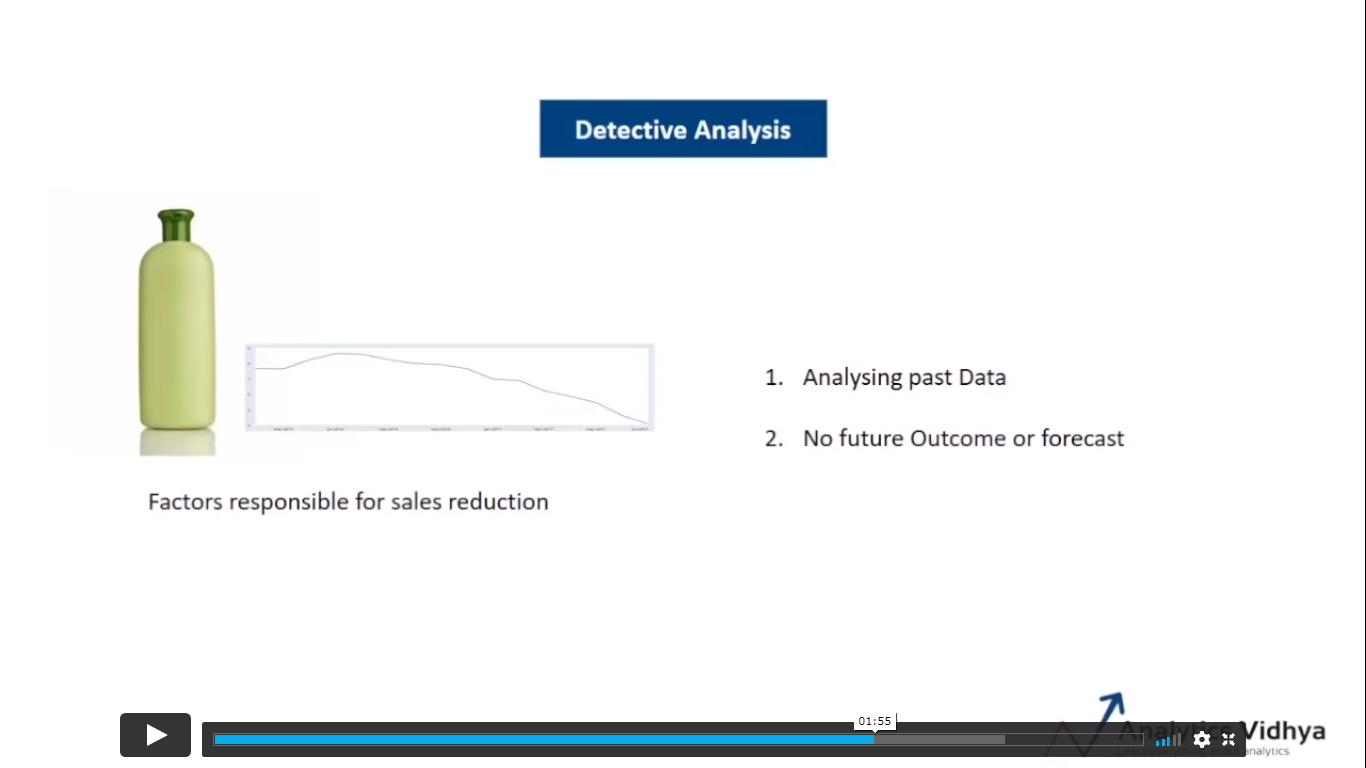 Detective Analysis
1. Analysing past Data
2. No future Outcome or forecast
Factors responsible for sales reduction
01:55
Analytics Vidhya
analytics